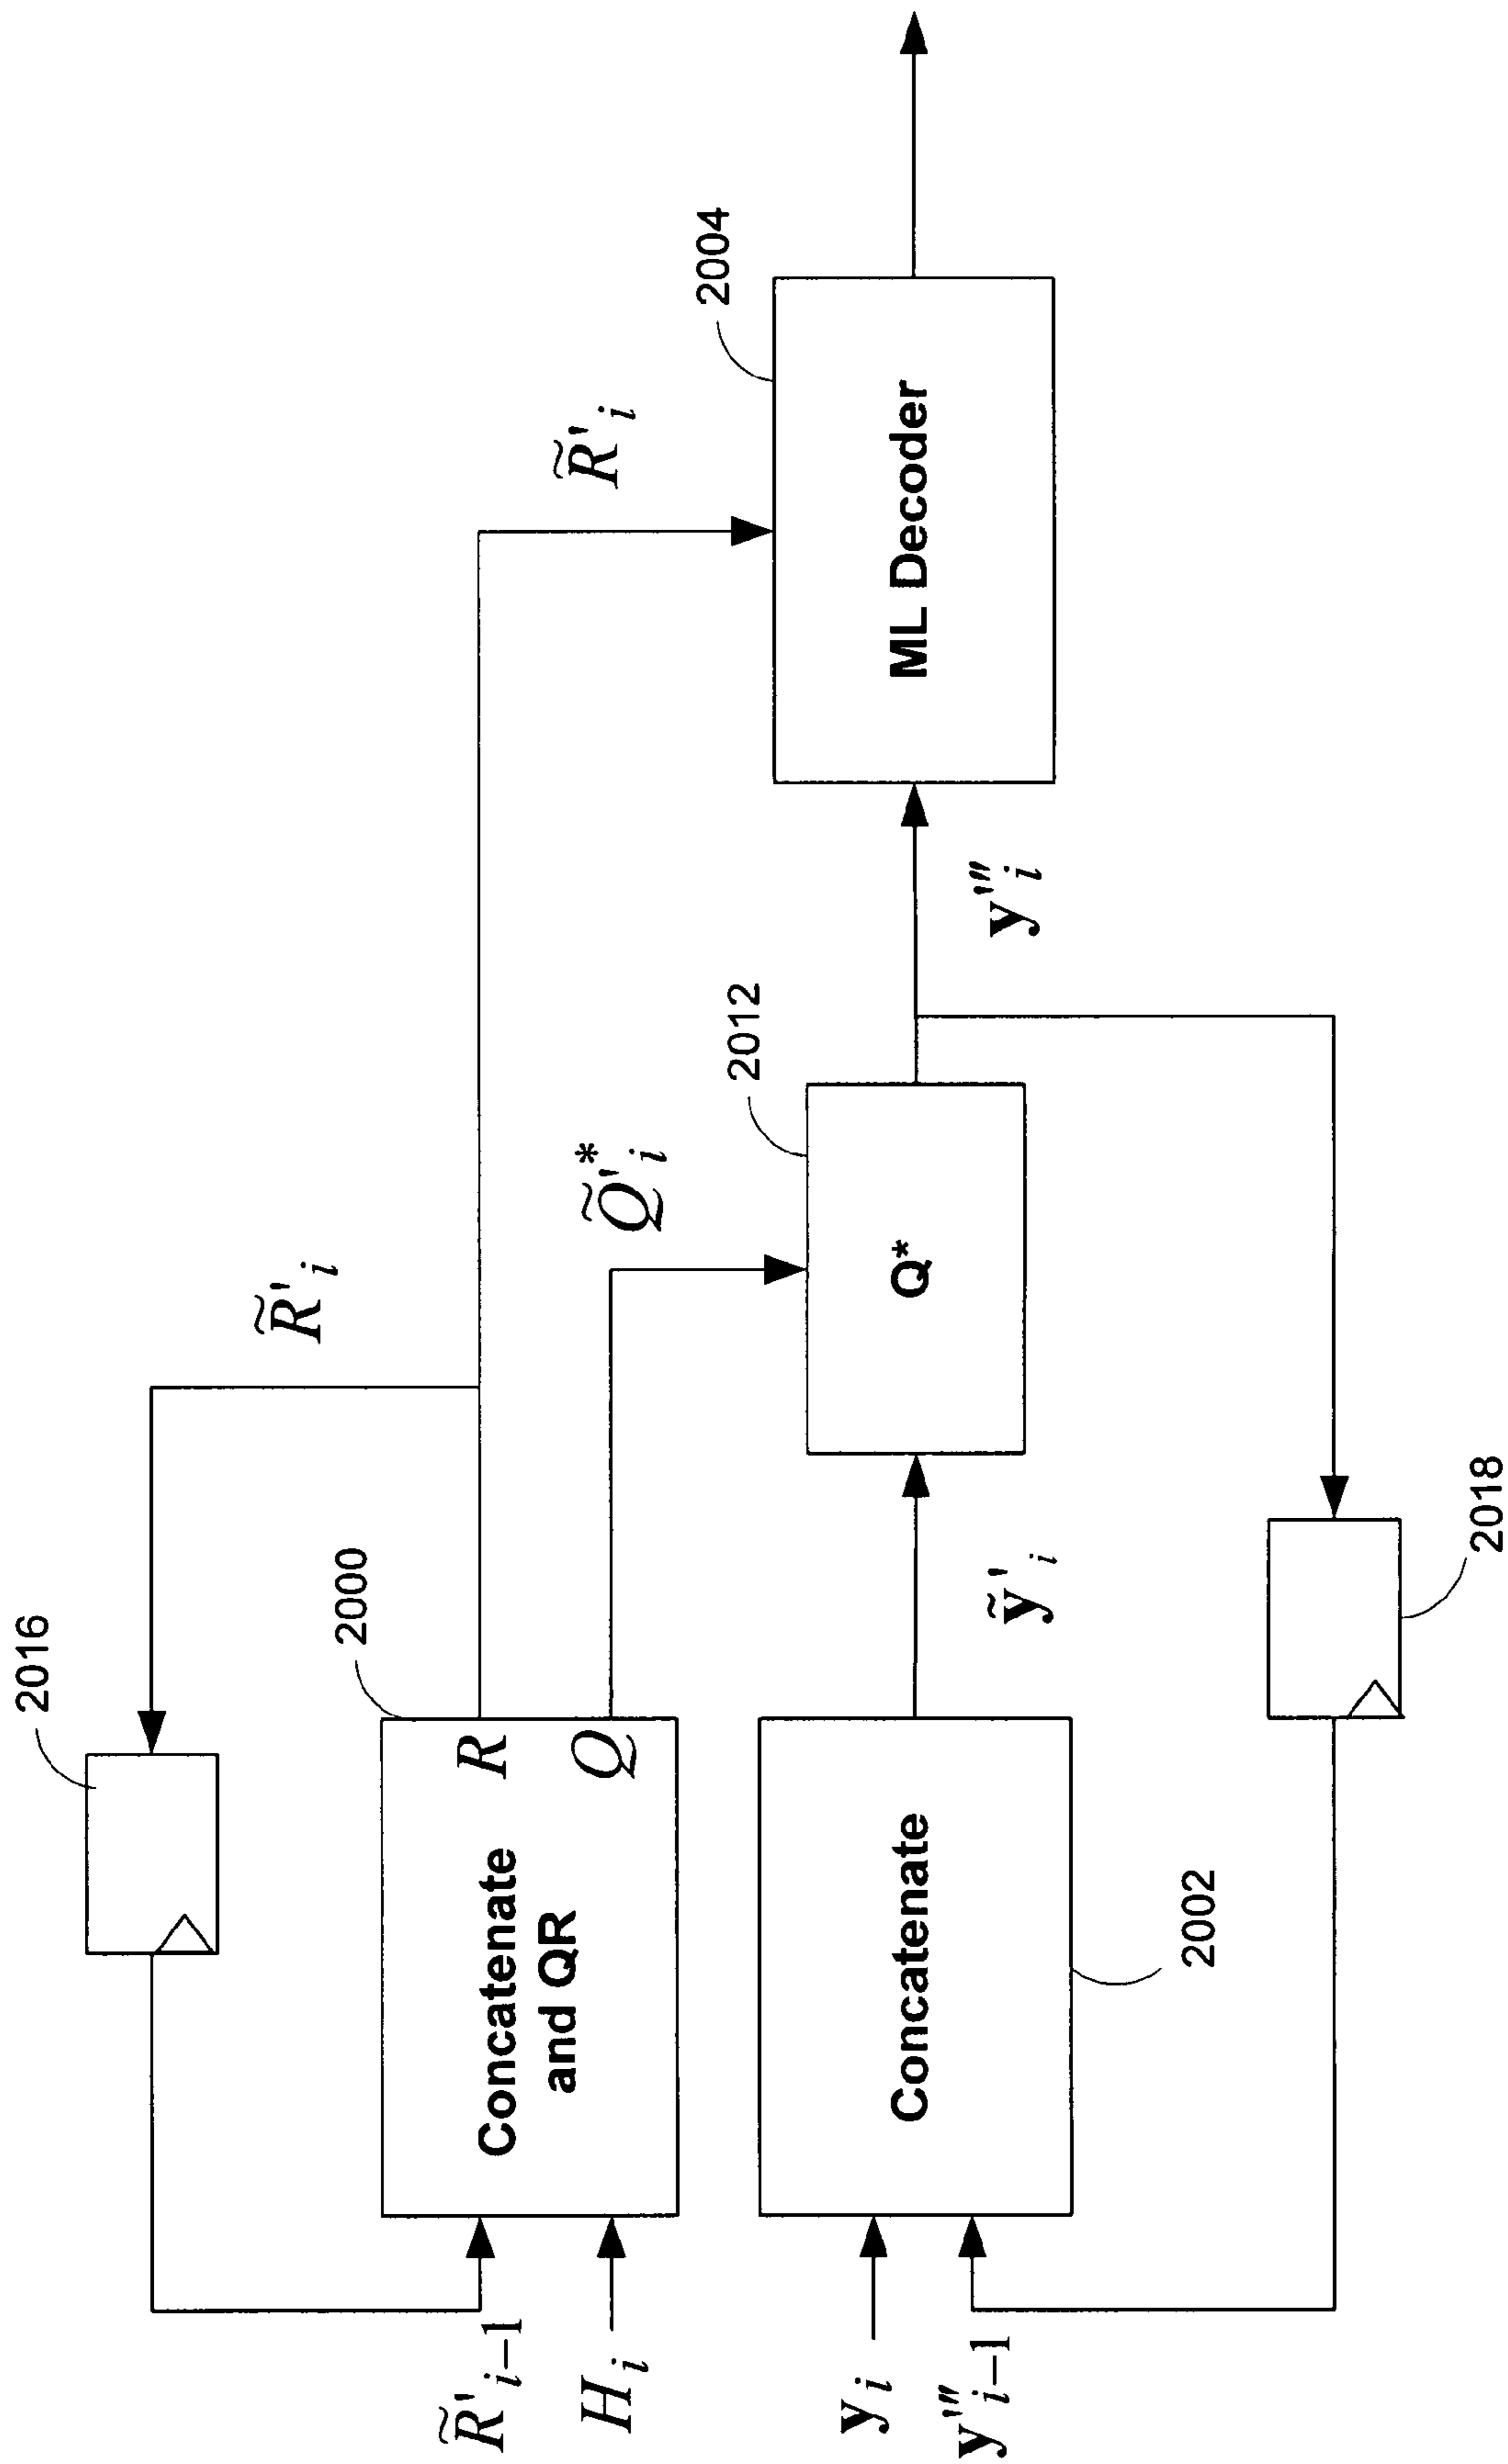 2016
R̃'ᵢ
R̃'ᵢ
2000
Concatenate
and QR
R
Q
R̃'ᵢ₋₁
Hᵢ
Q̃'ᵢ*
2012
Q*
2004
ML Decoder
yᵢ
y'''ᵢ₋₁
Concatenate
2002
ỹ'ᵢ
y'''ᵢ
2018